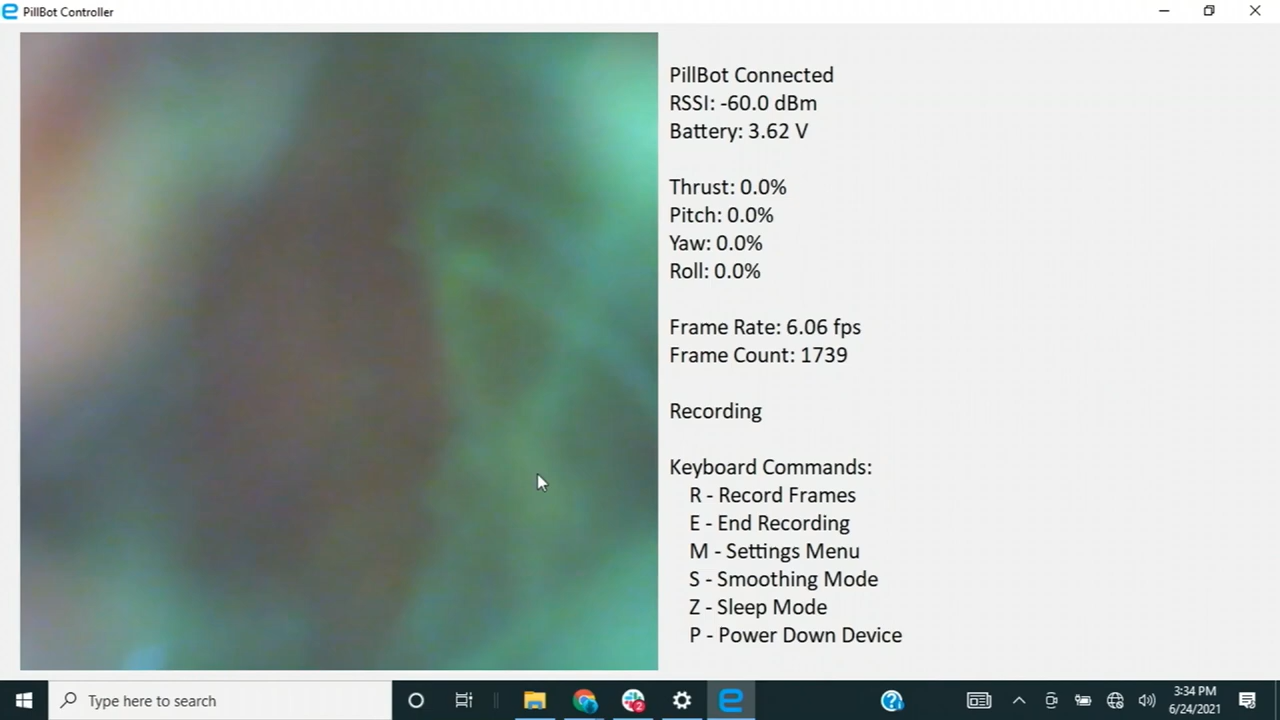 PillBot Controller
PillBot Connected
RSSI: -60.0 dBm
Battery: 3.62 V
Thrust: 0.0%
Pitch: 0.0%
Yaw: 0.0%
Roll: 0.0%
Frame Rate: 6.06 fps
Frame Count: 1739
Recording
Keyboard Commands:
R - Record Frames
E - End Recording
M - Settings Menu
S - Smoothing Mode
Z - Sleep Mode
P - Power Down Device
Type here to search
2
3:34 PM
6/24/2021